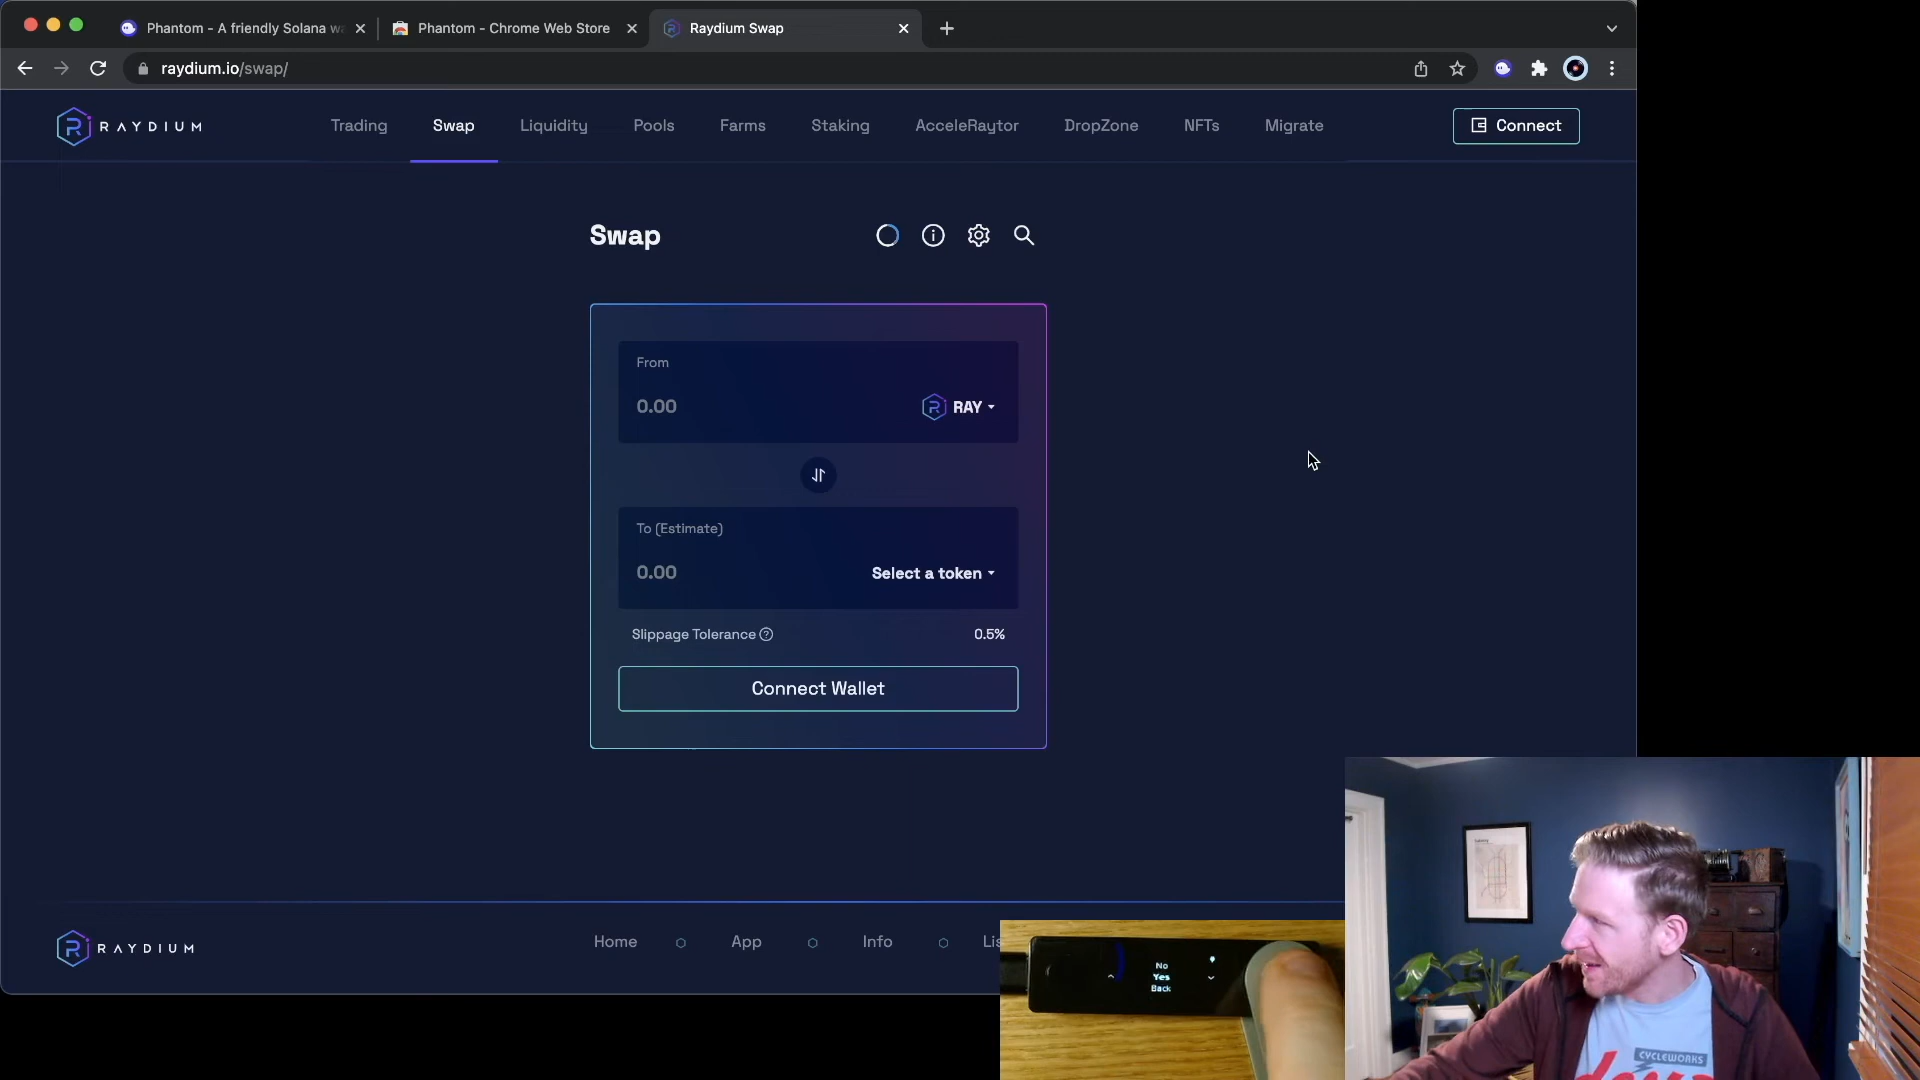 Phantom - A friendly Solana wa
Phantom - Chrome Web Store
Raydium Swap
raydium.io/swap/
RAYDIUM
Trading
Swap
Liquidity
Pools
Farms
Staking
AcceleRaytor
DropZone
NFTs
Migrate
Connect
Swap
From
0.00
RAY
To (Estimate)
0.00
Select a token
Slippage Tolerance
0.5%
Connect Wallet
RAYDIUM
Home
App
Info
Lis
No
Yes
Back
CYCLEWORKS